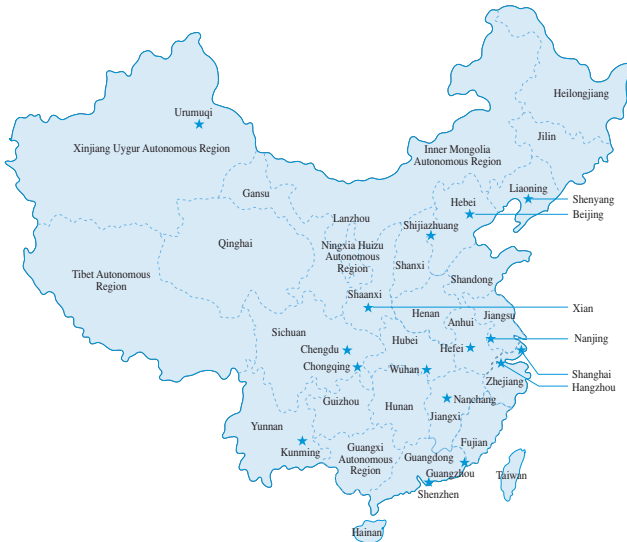 Heilongjiang
Urumuqi
Jilin
Xinjiang Uygur Autonomous Region
Inner Mongolia
Autonomous Region
Liaoning
Shenyang
Gansu
Hebei
Beijing
Lanzhou
Shijiazhuang
Qinghai
Ningxia Huizu
Autonomous
Region
Shanxi
Tibet Autonomous
Region
Shandong
Shaanxi
Xian
Henan
Jiangsu
Anhui
Sichuan
Hubei
Nanjing
Chengdu
Hefei
Chongqing
Wuhan
Shanghai
Zhejiang
Hangzhou
Guizhou
Nanchang
Hunan
Jiangxi
Yunnan
Fujian
Kunming
Guangxi
Autonomous
Region
Guangdong
Guangzhou
Taiwan
Shenzhen
Hainan